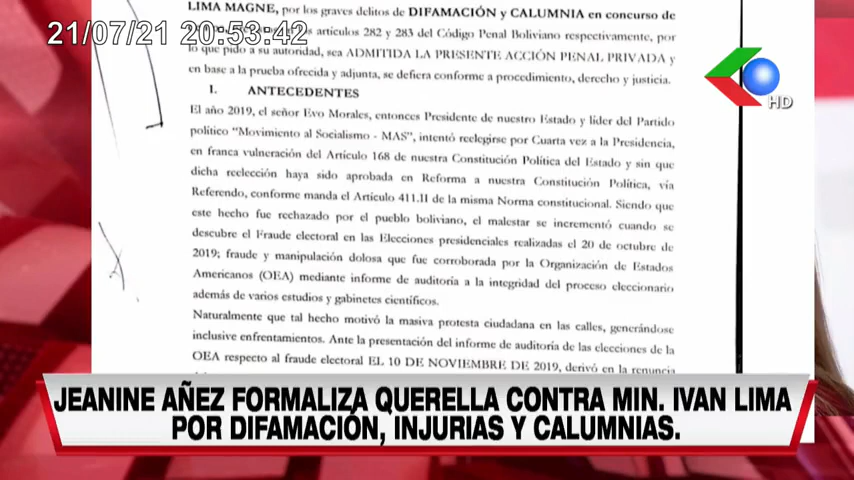 LIMA MAGNE, por los graves delitos de DIFAMACIÓN y CALUMNIA en concurso de
21/07/21 20:53:42
artículos 282 y 283 del Código Penal Boliviano respectivamente, por
lo que pido a su autoridad, sea ADMITIDA LA PRESENTE ACCIÓN PENAL PRIVADA y
en base a la prueba ofrecida y adjunta, se defiera conforme a procedimiento, derecho y justicia.
HD
I. ANTECEDENTES
El año 2019, el señor Evo Morales, entonces Presidente de nuestro Estado y líder del Partido
político "Movimiento al Socialismo - MAS", intentó reelegirse por Cuarta vez a la Presidencia,
en franca vulneración del Artículo 168 de nuestra Constitución Política del Estado y sin que
dicha reelección haya sido aprobada en Reforma a nuestra Constitución Política, vía
Referendo, conforme manda el Artículo 411.II de la misma Norma constitucional. Siendo que
este hecho fue rechazado por el pueblo boliviano, el malestar se incrementó cuando se
descubre el Fraude electoral en las Elecciones presidenciales realizadas el 20 de octubre de
2019; fraude y manipulación dolosa que fue corroborada por la Organización de Estados
Americanos (OEA) mediante informe de auditoría a la integridad del proceso eleccionario
además de varios estudios y gabinetes científicos.
Naturalmente que tal hecho motivó la masiva protesta ciudadana en las calles, generándose
inclusive enfrentamientos. Ante la presentación del informe de auditoría de las elecciones de la
OEA respecto al fraude electoral EL 10 DE NOVIEMBRE DE 2019, derivó en la renuncia
JEANINE AÑEZ FORMALIZA QUERELLA CONTRA MIN. IVAN LIMA
POR DIFAMACIÓN, INJURIAS Y CALUMNIAS.